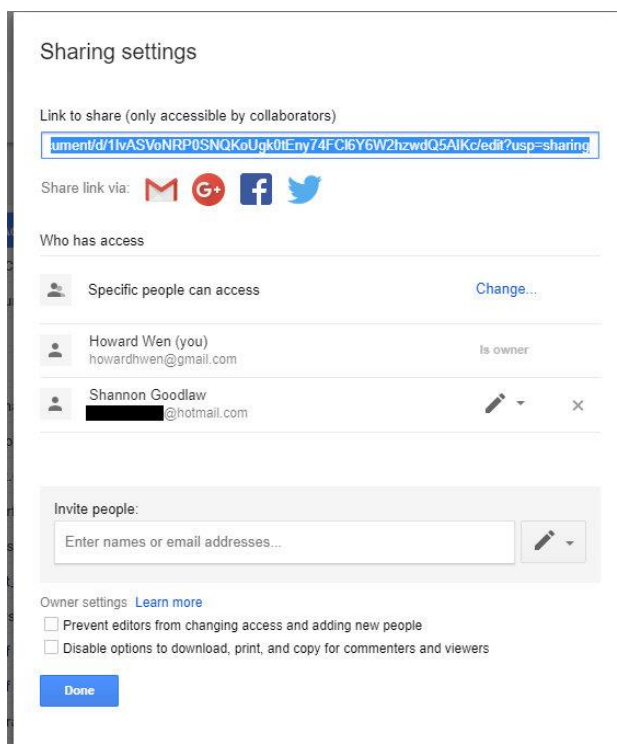 Sharing settings
Link to share (only accessible by collaborators)
ument/d/1IvASVoNRP0SNQKoUgk0tEny74FCl6Y6W2hzwdQ5AlKc/edit?usp=sharing
Share link via: G+
Who has access
Specific people can access Change...
Howard Wen (you)
howardhwen@gmail.com Is owner
Shannon Goodlaw
@hotmail.com
Invite people:
Enter names or email addresses...
Owner settings Learn more
Prevent editors from changing access and adding new people
Disable options to download, print, and copy for commenters and viewers
Done